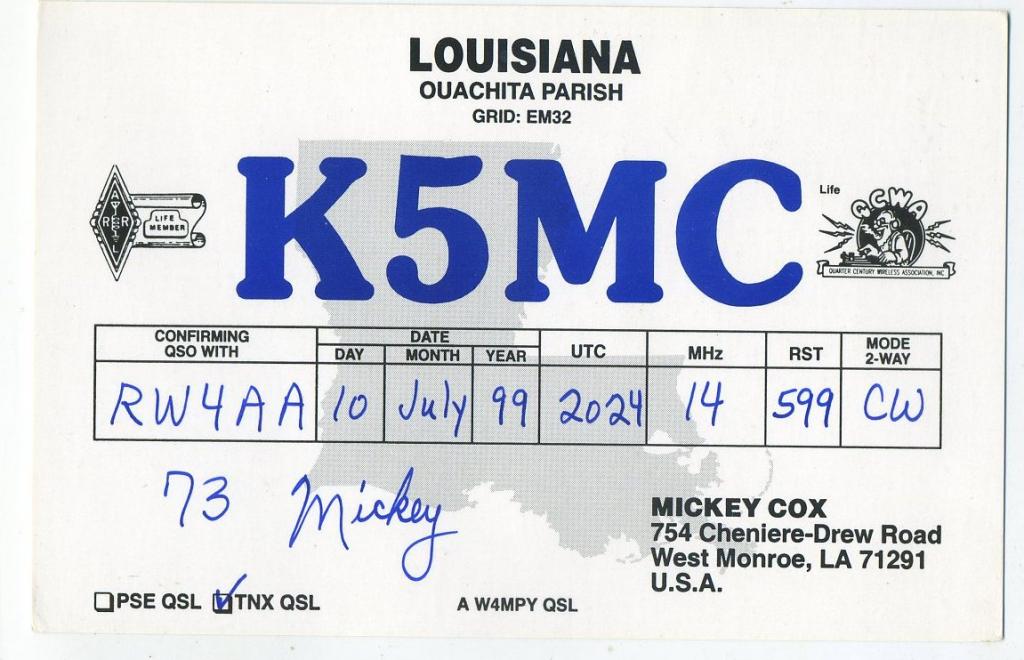 LOUISIANA
OUACHITA PARISH
GRID: EM32
K5MC
ARRL
LIFE
MEMBER
Life
QCWA
QUARTER CENTURY WIRELESS ASSOCIATION, INC
CONFIRMING
QSO WITH
DATE
DAY MONTH YEAR
UTC
MHz
RST
MODE
2-WAY
RW4AA 10 July 99 2024 14 599 CW
73 Mickey
MICKEY COX
754 Cheniere-Drew Road
West Monroe, LA 71291
U.S.A.
PSE QSL TNX QSL
A W4MPY QSL